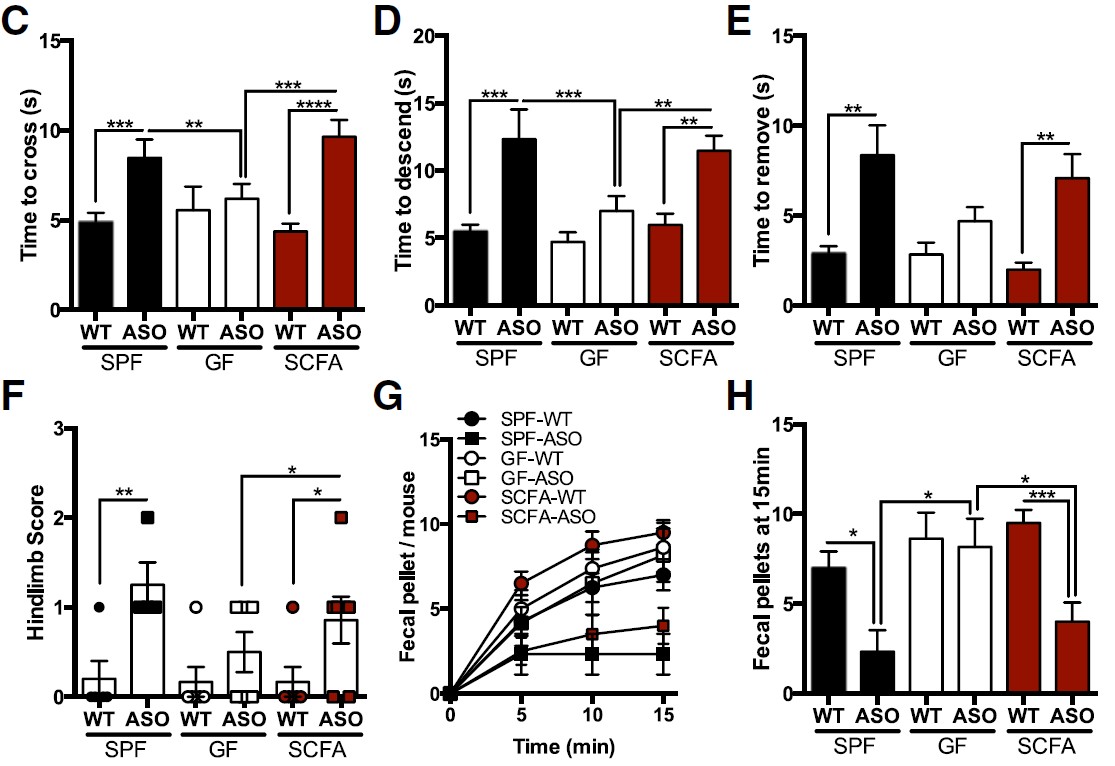 C
Time to cross (s)
15
10
5
0
***
**
***
****
WT ASO WT ASO WT ASO
SPF GF SCFA
D
Time to descend (s)
20
15
10
5
0
***
***
**
**
WT ASO WT ASO WT ASO
SPF GF SCFA
E
Time to remove (s)
15
10
5
0
**
**
WT ASO WT ASO WT ASO
SPF GF SCFA
F
Hindlimb Score
3
2
1
0
**
*
*
WT ASO WT ASO WT ASO
SPF GF SCFA
G
Fecal pellet / mouse
SPF-WT
SPF-ASO
GF-WT
GF-ASO
SCFA-WT
SCFA-ASO
15
10
5
0
0 5 10 15
Time (min)
H
Fecal pellets at 15min
15
10
5
0
*
*
*
***
WT ASO WT ASO WT ASO
SPF GF SCFA